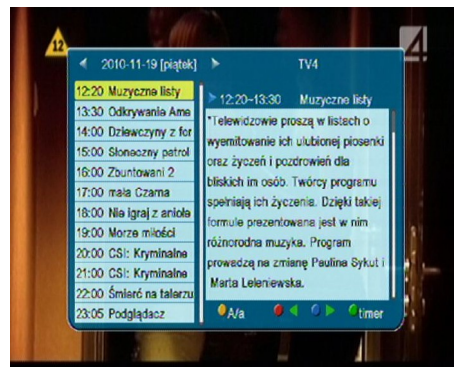 12
4
2010-11-19 [piątek]
TV4
12:20 Muzyczne listy
13:30 Odkrywanie Ame
14:00 Dziewczyny z for
15:00 Słoneczny patrol
16:00 Zbuntowani 2
17:00 mała Czarna
18:00 Nie igraj z aniołe
19:00 Morze miłości
20:00 CSI: Kryminalne
21:00 CSI: Kryminalne
22:00 Śmierć na talerzu
23:05 Podglądacz
12:20~13:30 Muzyczne listy
"Telewidzowie proszą w listach o
wyemitowanie ich ulubionej piosenki
oraz życzeń i pozdrowień dla
bliskich im osób. Twórcy programu
spełniają ich życzenia. Dzięki takiej
formule prezentowana jest w nim
różnorodna muzyka. Program
prowadzą na zmianę Paulina Sykut i
Marta Leleniewska.
A/a
timer